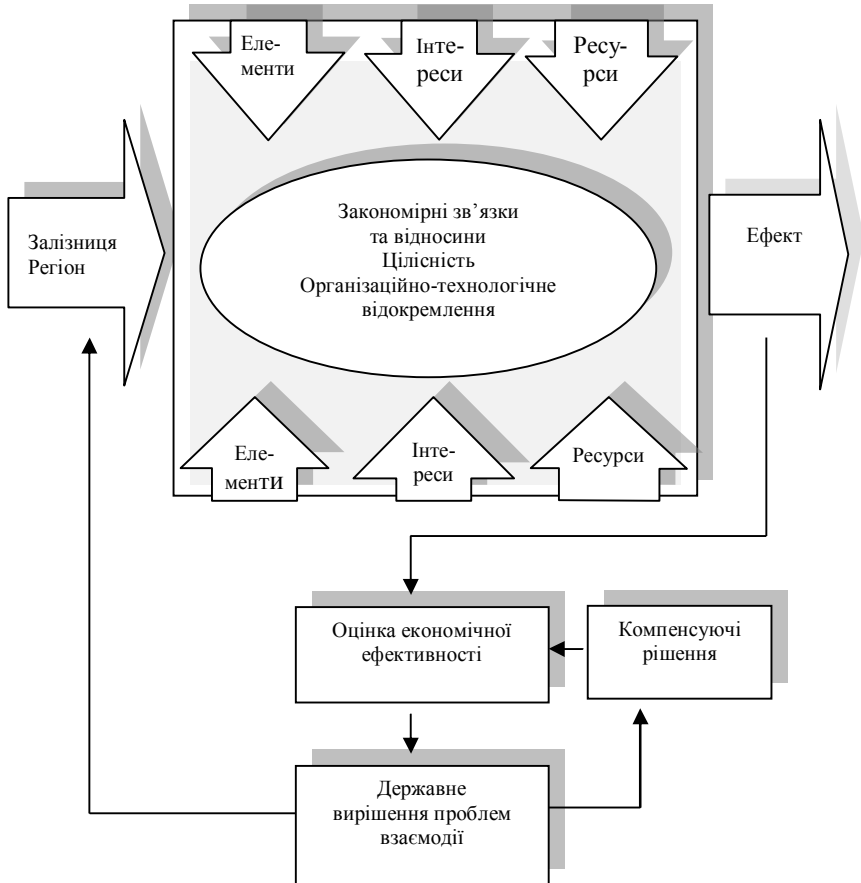 Еле-
менти
Інте-
реси
Ресу-
рси
Залізниця
Регіон
Закономірні зв’язки
та відносини
Цілісність
Організаційно-технологічне
відокремлення
Ефект
Еле-
менти
Інте-
реси
Ресурси
Оцінка економічної
ефективності
Компенсуючі
рішення
Державне
вирішення проблем
взаємодії